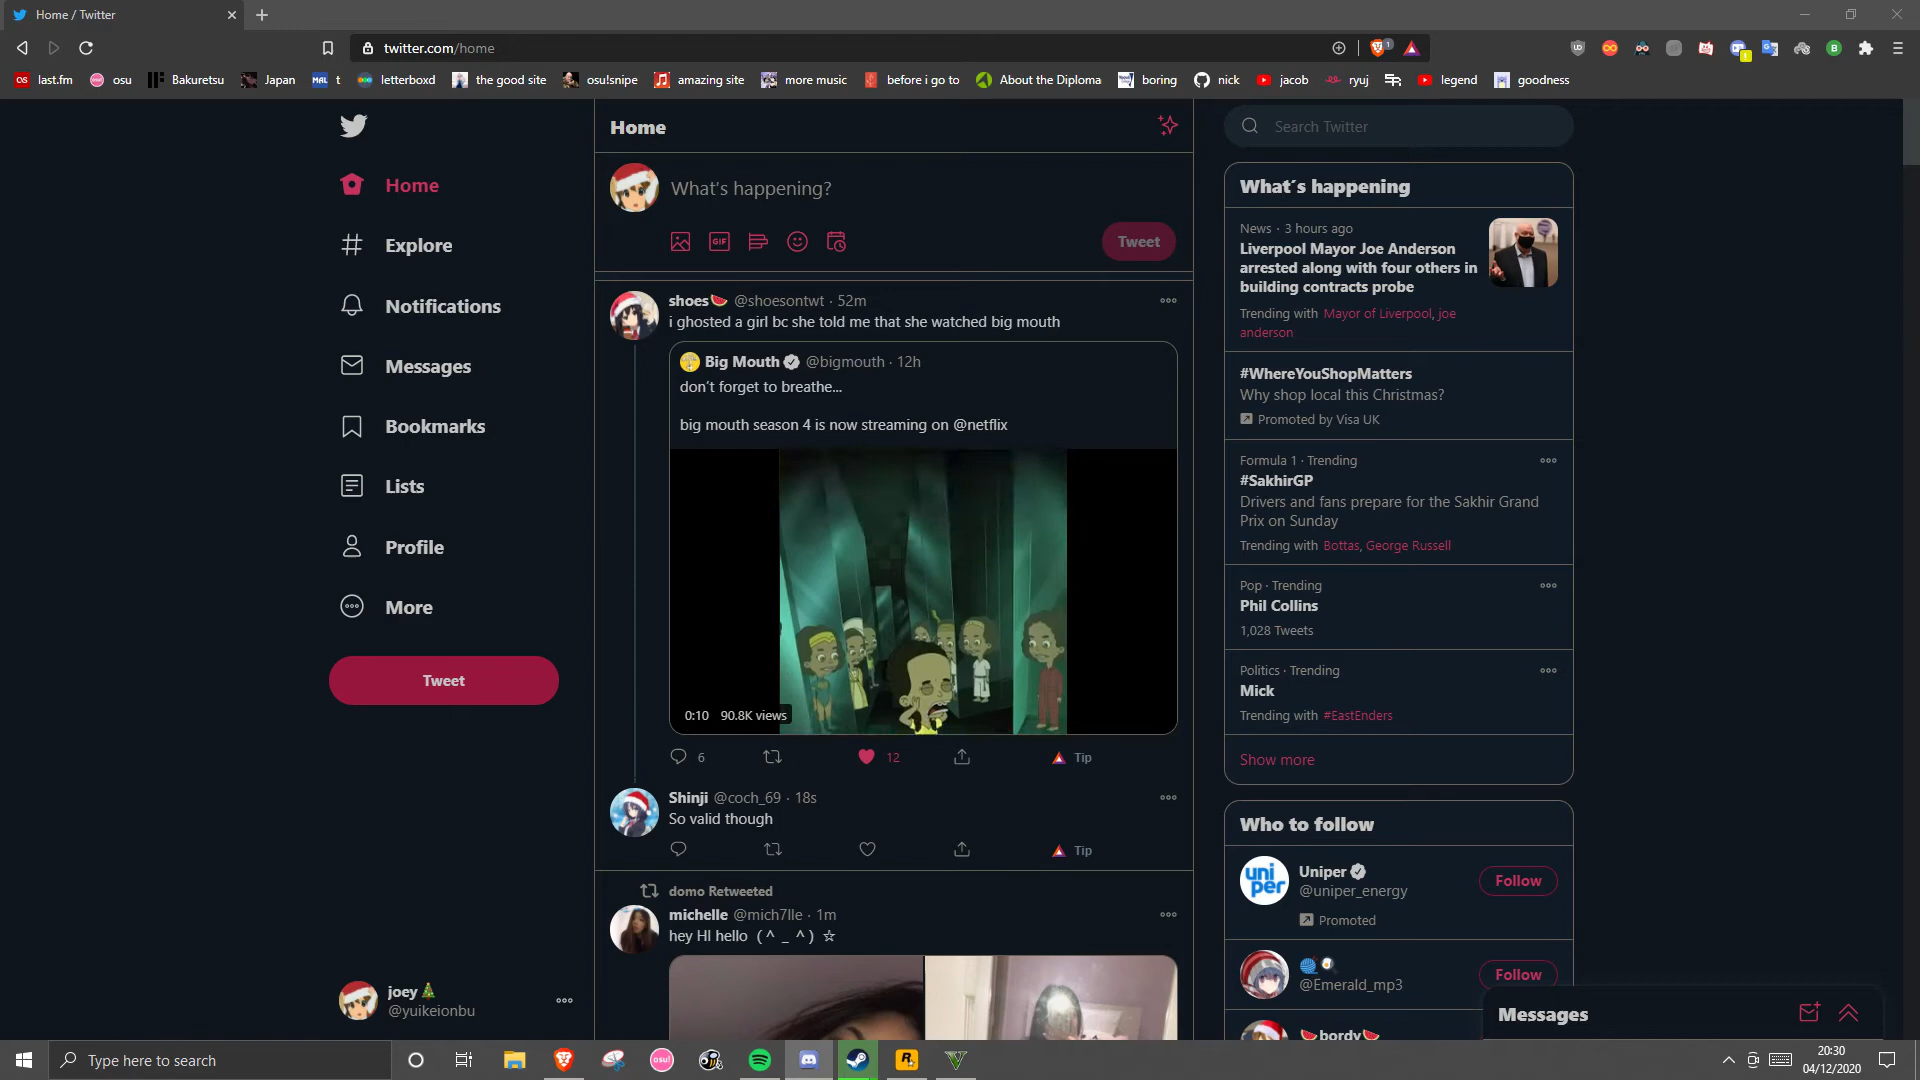 Home / Twitter
twitter.com/home
last.fm
osu
Bakuretsu
Japan
MAL t
letterboxd
the good site
osu!snipe
amazing site
more music
before i go to
About the Diploma
boring
nick
jacob
ryuj
legend
goodness
Home
Explore
Notifications
Messages
Bookmarks
Lists
Profile
More
Tweet
joey
@yuikeionbu
Home
What's happening?
GIF
Tweet
shoes @shoesontwt · 52m
i ghosted a girl bc she told me that she watched big mouth
Big Mouth @bigmouth · 12h
don't forget to breathe...
big mouth season 4 is now streaming on @netflix
0:10 90.8K views
6
12
Tip
Shinji @coch_69 · 18s
So valid though
Tip
domo Retweeted
michelle @mich7lle · 1m
hey HI hello ( ^ _ ^ ) ☆
Search Twitter
What's happening
News · 3 hours ago
Liverpool Mayor Joe Anderson
arrested along with four others in
building contracts probe
Trending with Mayor of Liverpool, joe
anderson
#WhereYouShopMatters
Why shop local this Christmas?
Promoted by Visa UK
Formula 1 · Trending
#SakhirGP
Drivers and fans prepare for the Sakhir Grand
Prix on Sunday
Trending with Bottas, George Russell
Pop · Trending
Phil Collins
1,028 Tweets
Politics · Trending
Mick
Trending with #EastEnders
Show more
Who to follow
uni
per
Uniper
@uniper_energy
Follow
Promoted
@Emerald_mp3
Follow
bordy
Messages
Type here to search
osu!
20:30
04/12/2020